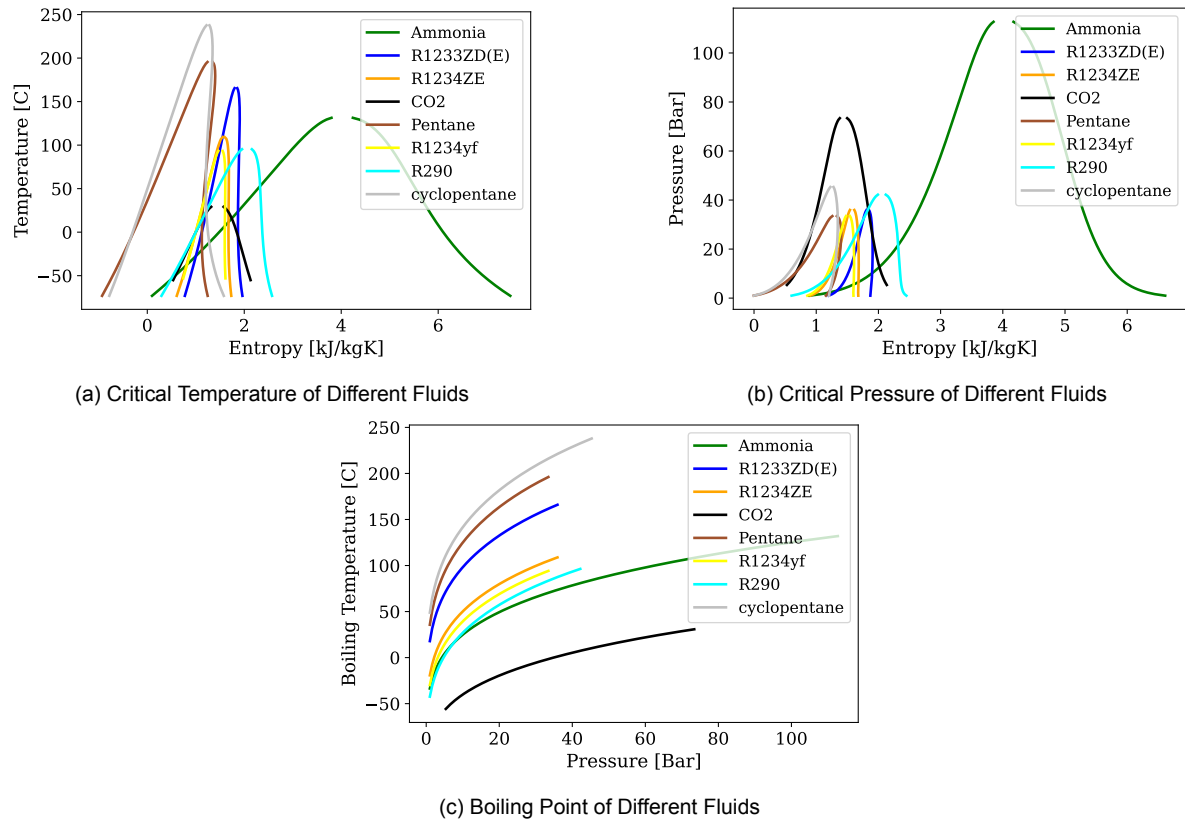 250
200
150
100
50
0
−50
Temperature [C]
0
2
4
6
Entropy [kJ/kgK]
Ammonia
R1233ZD(E)
R1234ZE
CO2
Pentane
R1234yf
R290
cyclopentane
(a) Critical Temperature of Different Fluids
100
80
60
40
20
0
Pressure [Bar]
0
1
2
3
4
5
6
Entropy [kJ/kgK]
Ammonia
R1233ZD(E)
R1234ZE
CO2
Pentane
R1234yf
R290
cyclopentane
(b) Critical Pressure of Different Fluids
250
200
150
100
50
0
−50
Boiling Temperature [C]
0
20
40
60
80
100
Pressure [Bar]
Ammonia
R1233ZD(E)
R1234ZE
CO2
Pentane
R1234yf
R290
cyclopentane
(c) Boiling Point of Different Fluids